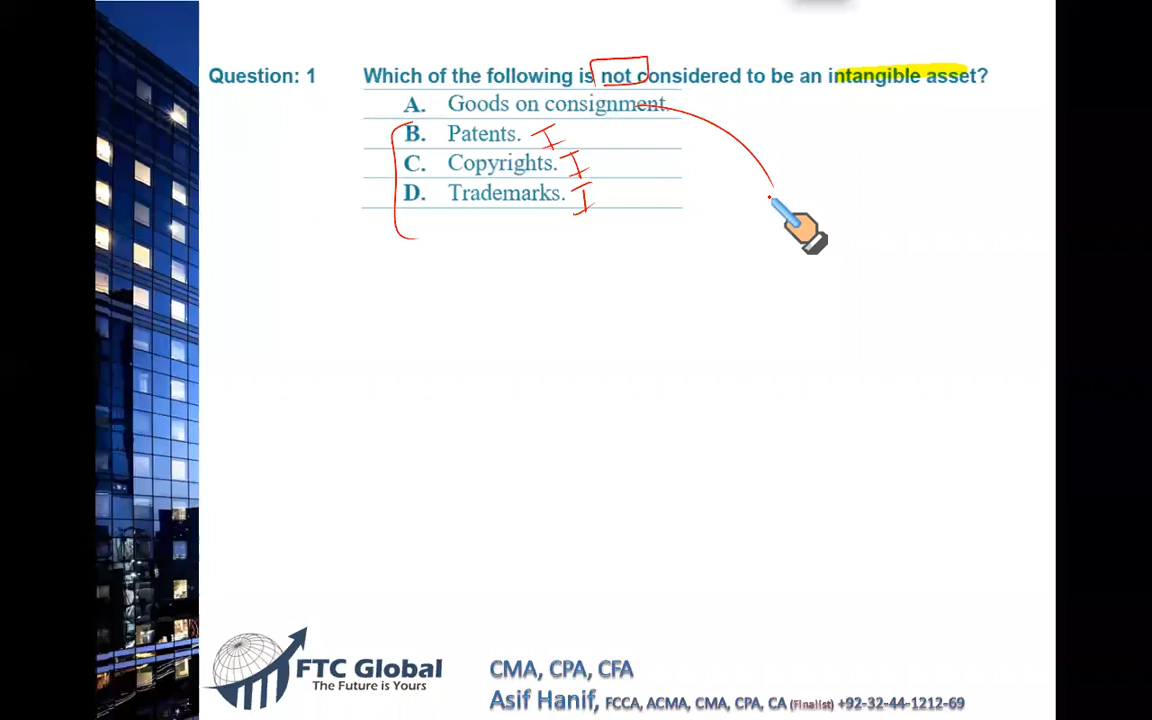 Question: 1 Which of the following is not considered to be an intangible asset?
A. Goods on consignment.
B. Patents. I
C. Copyrights. I
D. Trademarks. I
FTC Global
The Future is Yours
CMA, CPA, CFA
Asif Hanif, FCCA, ACMA, CMA, CPA, CA (Finalist) +92-32-44-1212-69